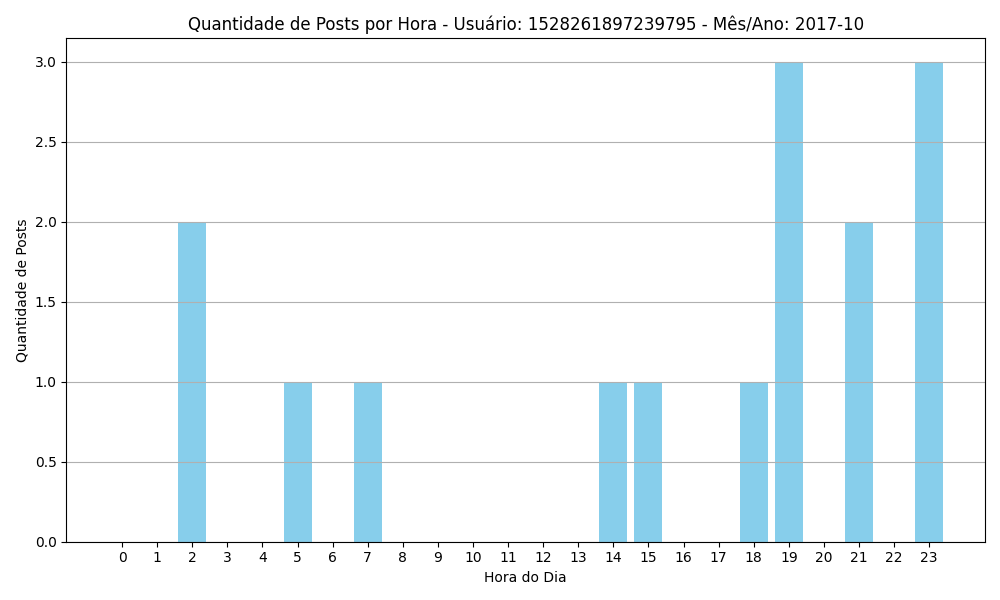 Quantidade de Posts por Hora - Usuário: 1528261897239795 - Mês/Ano: 2017-10
Quantidade de Posts
3.0
2.5
2.0
1.5
1.0
0.5
0.0
0 1 2 3 4 5 6 7 8 9 10 11 12 13 14 15 16 17 18 19 20 21 22 23
Hora do Dia